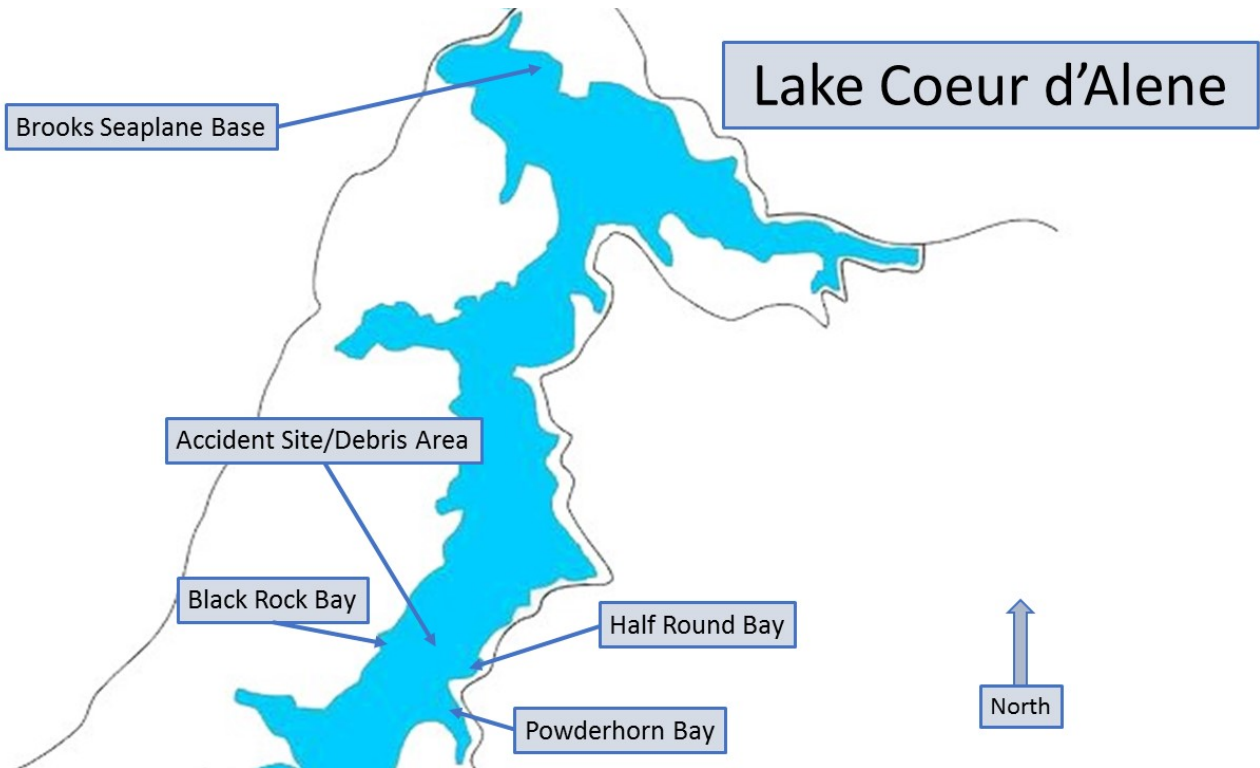 Lake Coeur d'Alene
Brooks Seaplane Base
Accident Site/Debris Area
Black Rock Bay
Half Round Bay
Powderhorn Bay
North